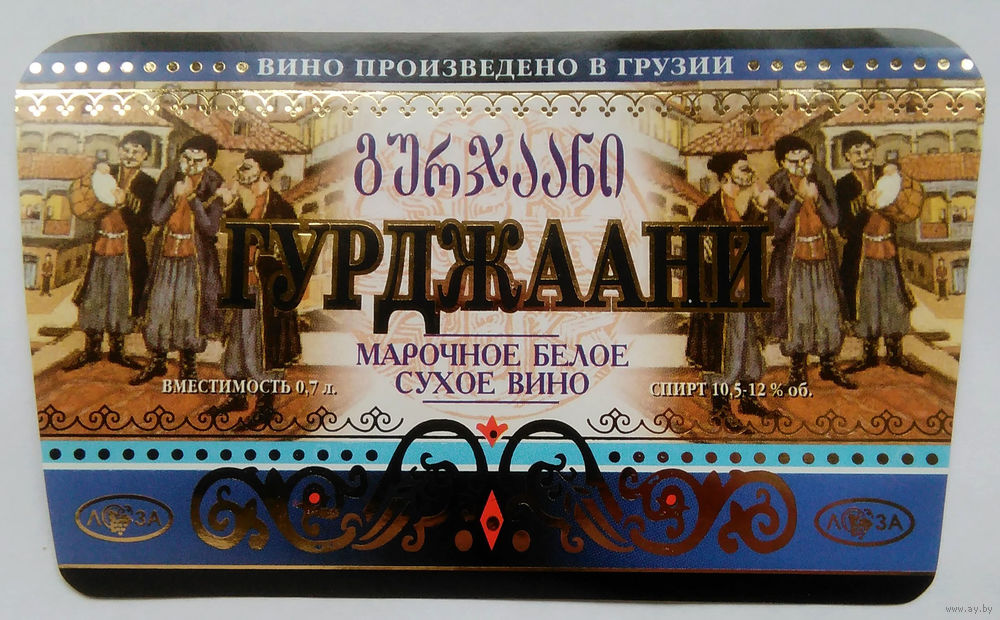 ВИНО ПРОИЗВЕДЕНО В ГРУЗИИ
გურჯაანი
ГУРДЖААНИ
МАРОЧНОЕ БЕЛОЕ
СУХОЕ ВИНО
ВМЕСТИМОСТЬ 0,7 л.
СПИРТ 10,5-12 % об.
ЛОЗА
ЛОЗА
www.ay.by